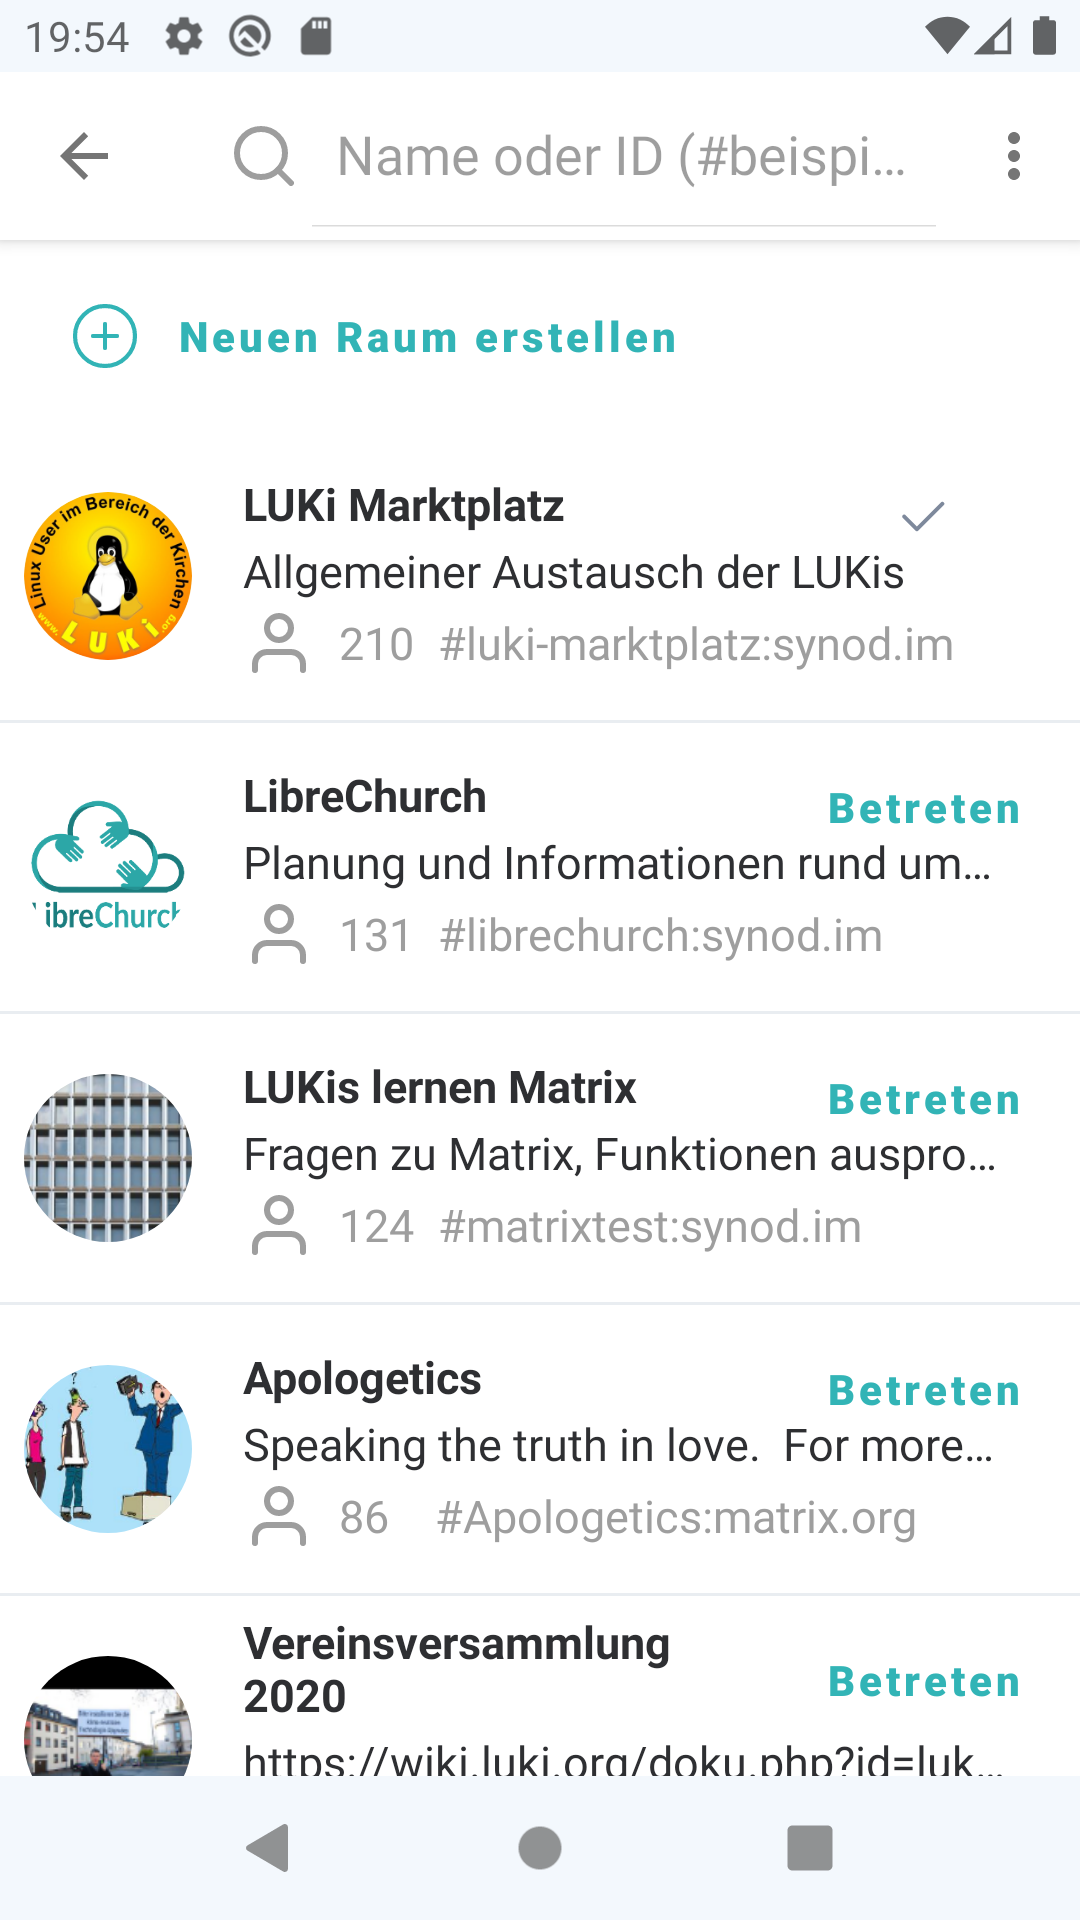 19:54
Name oder ID (#beispi…
Neuen Raum erstellen
LUKi Marktplatz
Linux User im Bereich der Kirchen
www.LUKi.org
Allgemeiner Austausch der LUKis
210 #luki-marktplatz:synod.im
LibreChurch
Betreten
Planung und Informationen rund um…
ibreChurch
131 #librechurch:synod.im
LUKis lernen Matrix
Betreten
Fragen zu Matrix, Funktionen auspro…
124 #matrixtest:synod.im
Apologetics
Betreten
?
Speaking the truth in love. For more…
86 #Apologetics:matrix.org
Vereinsversammlung
2020
Betreten
https://wiki.luki.org/doku.php?id=luk…